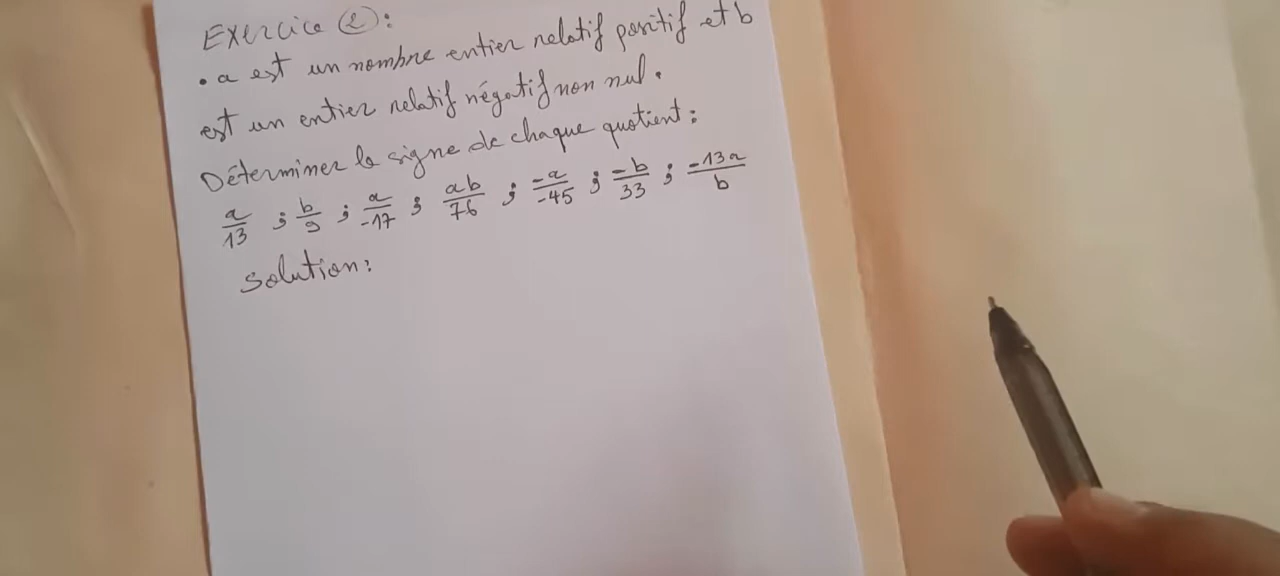 Exercice ②:
• a est un nombre entier relatif positif et b
est un entier relatif négatif non nul.
Déterminer le signe de chaque quotient:
a/13 ; b/9 ; a/-17 ; ab/76 ; -a/-45 ; -b/33 ; -13a/b
Solution: